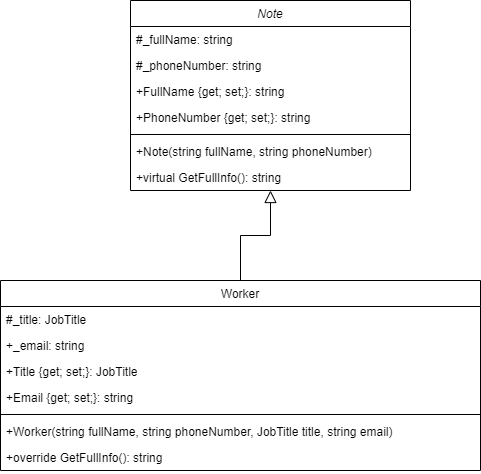 Note
#_fullName: string
#_phoneNumber: string
+FullName {get; set;}: string
+PhoneNumber {get; set;}: string
+Note(string fullName, string phoneNumber)
+virtual GetFullInfo(): string
Worker
#_title: JobTitle
+_email: string
+Title {get; set;}: JobTitle
+Email {get; set;}: string
+Worker(string fullName, string phoneNumber, JobTitle title, string email)
+override GetFullInfo(): string